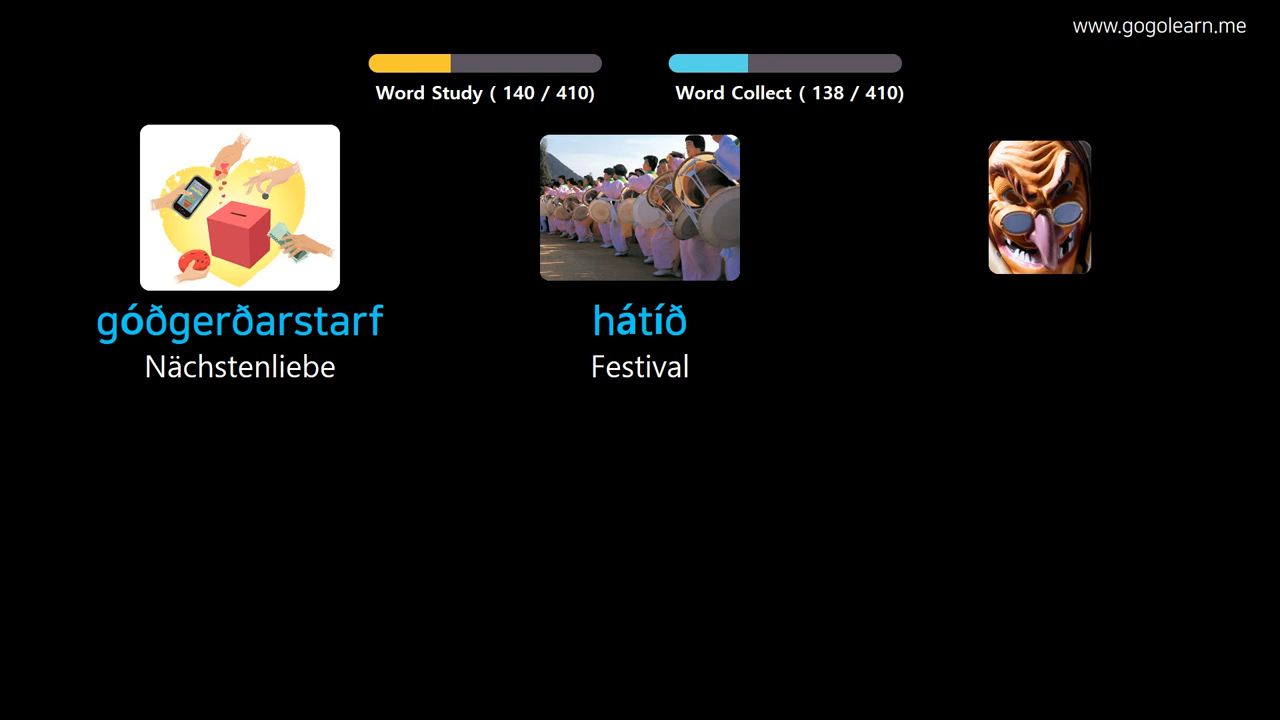 www.gogolearn.me
Word Study ( 140 / 410)
Word Collect ( 138 / 410)
góðgerðarstarf
Nächstenliebe
hátíð
Festival